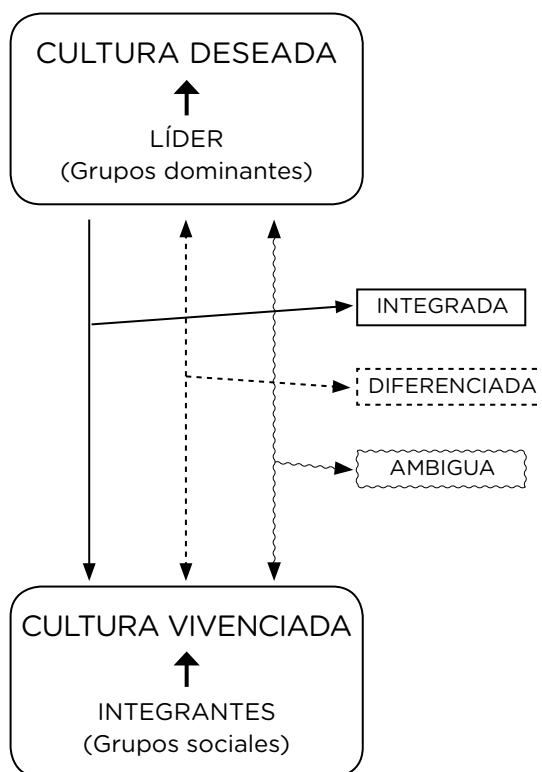 CULTURA DESEADA
LÍDER
(Grupos dominantes)
INTEGRADA
DIFERENCIADA
AMBIGUA
CULTURA VIVENCIADA
INTEGRANTES
(Grupos sociales)